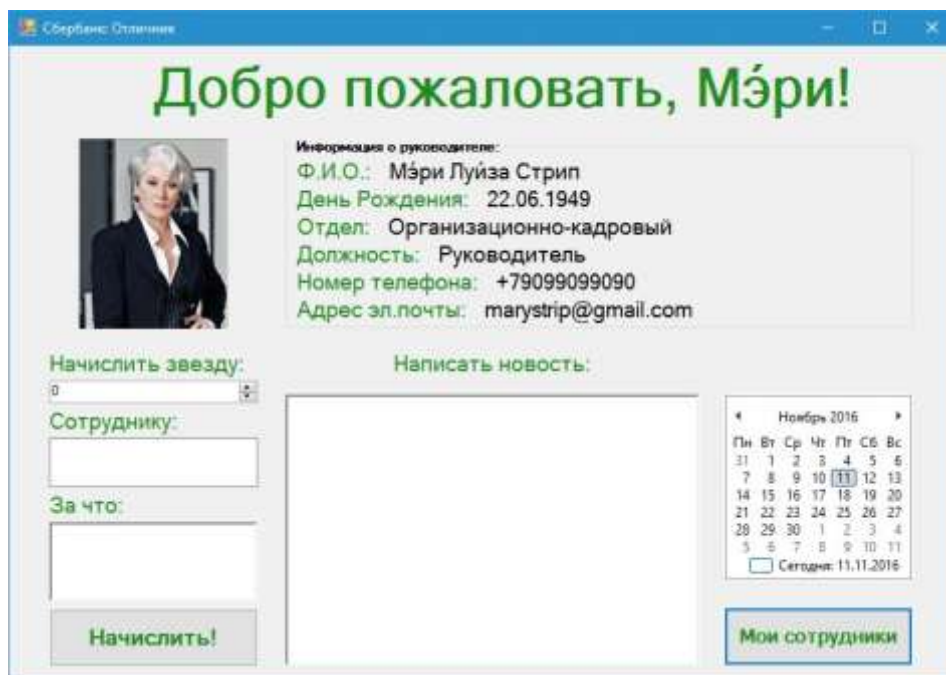 Сбербанк: Отличник
Добро пожаловать, Мэ́ри!
Информация о руководителе:
Ф.И.О.: Мэ́ри Луи́за Стрип
День Рождения: 22.06.1949
Отдел: Организационно-кадровый
Должность: Руководитель
Номер телефона: +79099099090
Адрес эл.почты: marystrip@gmail.com
Начислить звезду:
0
Сотруднику:
За что:
Начислить!
Написать новость:
Ноябрь 2016
Пн Вт Ср Чт Пт Сб Вс
31 1 2 3 4 5 6
7 8 9 10 11 12 13
14 15 16 17 18 19 20
21 22 23 24 25 26 27
28 29 30 1 2 3 4
5 6 7 8 9 10 11
Сегодня: 11.11.2016
Мои сотрудники